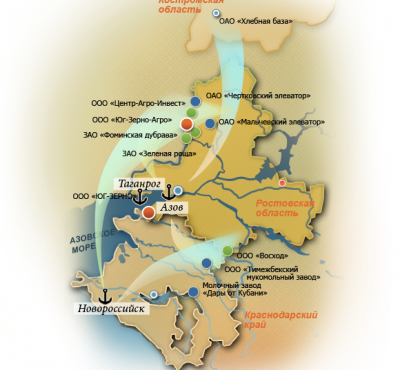 Костромская
область
ОАО «Хлебная база»
ОАО «Чертковский элеватор»
ООО «Центр-Агро-Инвест»
ООО «Юг-Зерно-Агро»
ОАО «Мальчевский элеватор»
ЗАО «Фоминская дубрава»
ЗАО «Зеленая роща»
Таганрог
ООО «ЮГ-ЗЕРНО»
Азов
Ростовская
область
АЗОВСКОЕ
МОРЕ
ООО «Восход»
ООО «Тимежбекский
мукомольный завод»
Молочный завод
«Дары от Кубани»
Новороссийск
Краснодарский
край